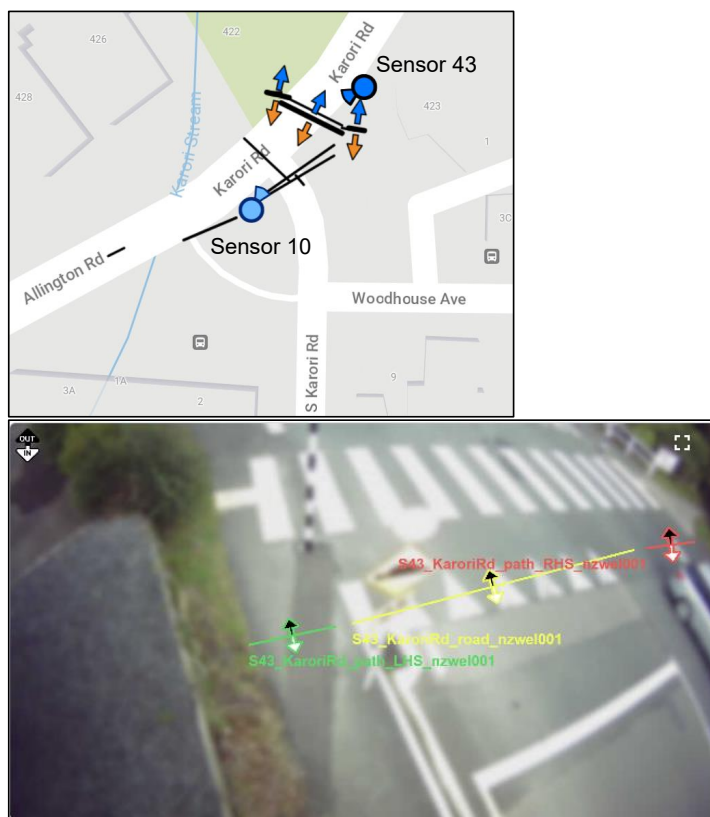 426
422
428
Karori Rd
Sensor 43
423
1
Karori Stream
Karori Rd
3C
Sensor 10
Allington Rd
Woodhouse Ave
S Karori Rd
3A
1A
2
9
OUT
IN
S43_KaroriRd_path_RHS_nzwel001
S43_KaroriRd_road_nzwel001
S43_KaroriRd_path_LHS_nzwel001